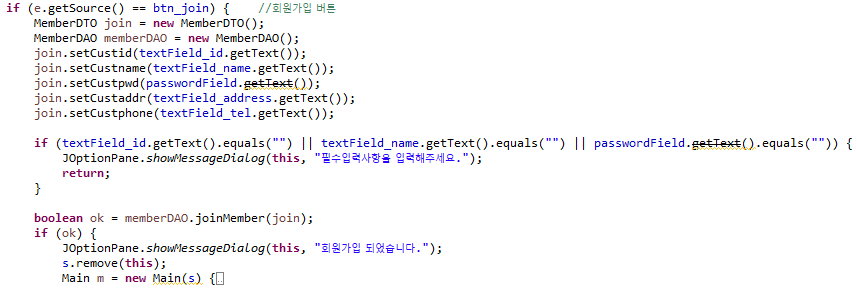 if (e.getSource() == btn_join) {    //회원가입 버튼
    MemberDTO join = new MemberDTO();
    MemberDAO memberDAO = new MemberDAO();
    join.setCustid(textField_id.getText());
    join.setCustname(textField_name.getText());
    join.setCustpwd(passwordField.getText());
    join.setCustaddr(textField_address.getText());
    join.setCustphone(textField_tel.getText());

    if (textField_id.getText().equals("") || textField_name.getText().equals("") || passwordField.getText().equals("")) {
        JOptionPane.showMessageDialog(this, "필수입력사항을 입력해주세요.");
        return;
    }

    boolean ok = memberDAO.joinMember(join);
    if (ok) {
        JOptionPane.showMessageDialog(this, "회원가입 되었습니다.");
        s.remove(this);
        Main m = new Main(s) {